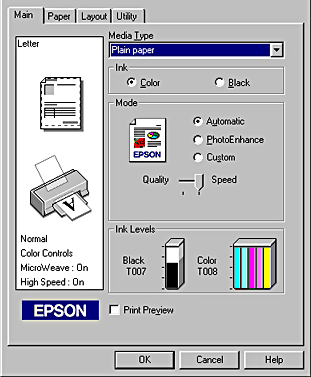 Main Paper Layout Utility
Letter
Media Type
Plain paper
Ink
Color Black
Mode
EPSON
Automatic
PhotoEnhance
Custom
Quality Speed
A
Normal
Color Controls
MicroWeave : On
High Speed : On
Ink Levels
Black
T007
Color
T008
EPSON
Print Preview
OK Cancel Help